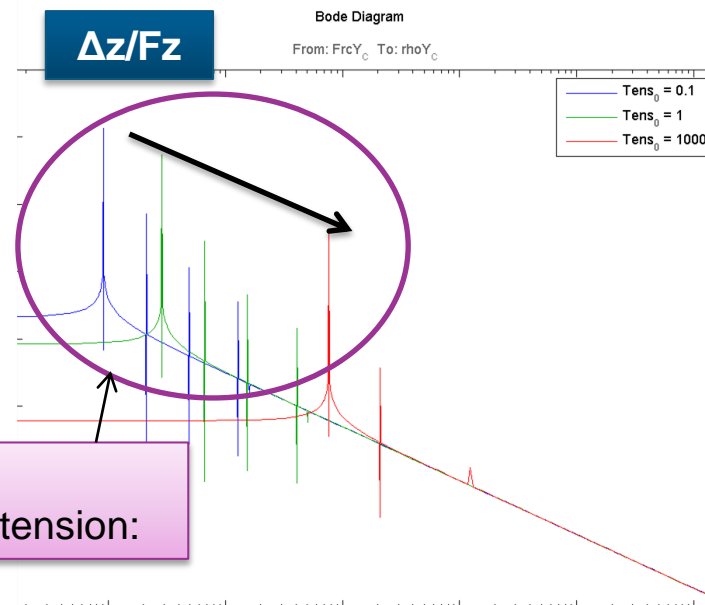 Bode Diagram
Δz/Fz
From: FrcY_C To: rhoY_C
Tens_0 = 0.1
Tens_0 = 1
Tens_0 = 1000
tension: